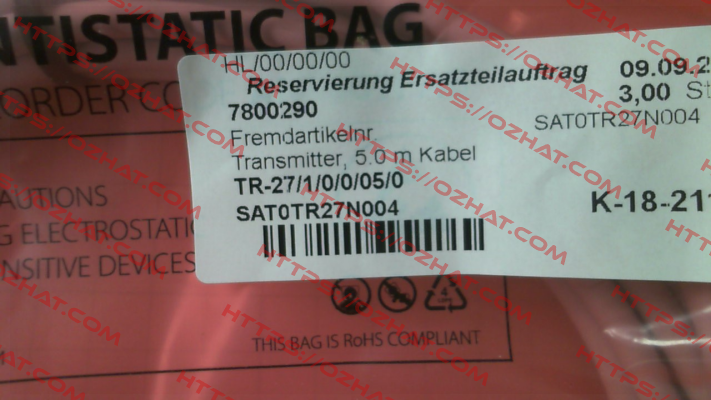 NTISTATIC BAG
ORDER CO
HL/00/00/00
Reservierung Ersatzteilauftrag
09.09.2
7800290
3,00 St
Fremdartikelnr.
SAT0TR27N004
Transmitter, 5.0 m Kabel
TR-27/1/0/0/05/0
K-18-211
SAT0TR27N004
AUTIONS
G ELECTROSTATI
NSITIVE DEVICES
THIS BAG IS RoHS COMPLIANT
HTTPS://OZHAT.COM